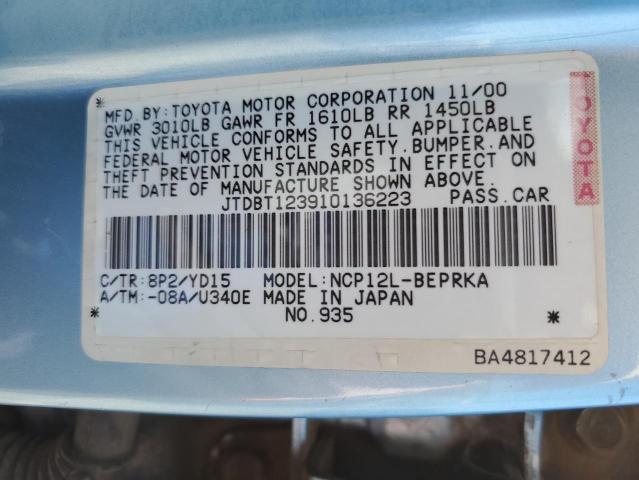 MFD. BY: TOYOTA MOTOR CORPORATION 11/00
GVWR 3010LB GAWR FR 1610LB RR 1450LB
THIS VEHICLE CONFORMS TO ALL APPLICABLE
FEDERAL MOTOR VEHICLE SAFETY.BUMPER.AND
THEFT PREVENTION STANDARDS IN EFFECT ON
THE DATE OF MANUFACTURE SHOWN ABOVE.
JTDBT123910136223 PASS.CAR
TOYOTA
C/TR:8P2/YD15 MODEL:NCP12L-BEPRKA
A/TM:-08A/U340E MADE IN JAPAN
* NO.935 *
BA4817412